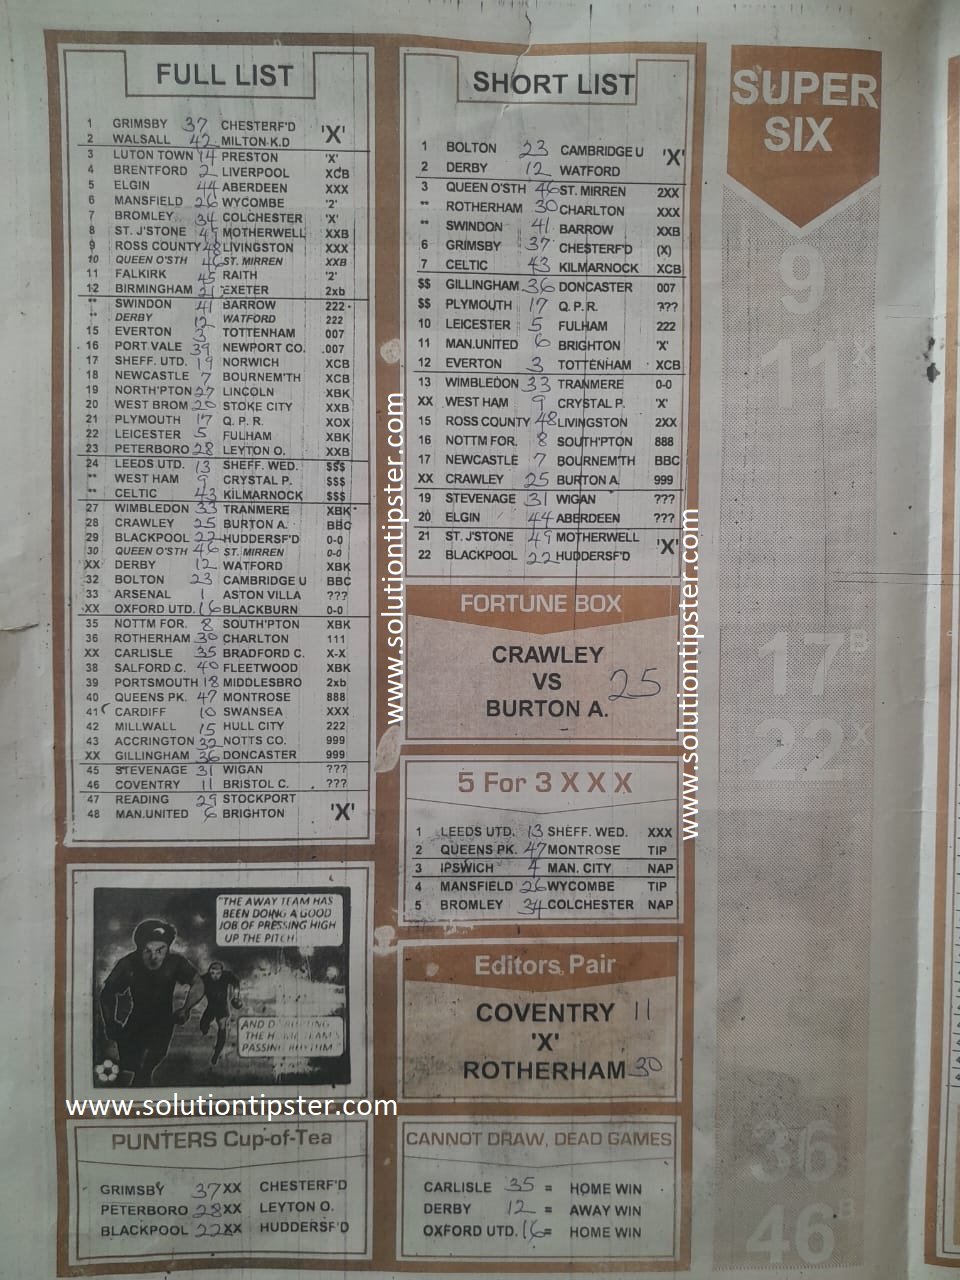 FULL LIST
1 GRIMSBY 37 CHESTERF'D
'X'
2 WALSALL 42 MILTON K.D
3 LUTON TOWN 14 PRESTON 'X'
4 BRENTFORD 2 LIVERPOOL XCB
5 ELGIN 44 ABERDEEN XXX
6 MANSFIELD 26 WYCOMBE '2'
7 BROMLEY 34 COLCHESTER 'X'
8 ST. J'STONE 49 MOTHERWELL XXB
9 ROSS COUNTY 48 LIVINGSTON XXX
10 QUEEN O'STH 46 ST. MIRREN XXB
11 FALKIRK 45 RAITH '2'
12 BIRMINGHAM 21 EXETER 2xb
** SWINDON 41 BARROW 222
** DERBY 12 WATFORD 222
15 EVERTON 3 TOTTENHAM 007
16 PORT VALE 39 NEWPORT CO. 007
17 SHEFF. UTD. 19 NORWICH XCB
18 NEWCASTLE 7 BOURNEM'TH XCB
19 NORTH'PTON 27 LINCOLN XBK
20 WEST BROM 20 STOKE CITY XXB
21 PLYMOUTH 17 Q. P. R. XOX
22 LEICESTER 5 FULHAM XBK
23 PETERBORO 28 LEYTON O. XXB
24 LEEDS UTD. 13 SHEFF. WED. $$$
** WEST HAM 9 CRYSTAL P. $$$
** CELTIC 43 KILMARNOCK $$$
27 WIMBLEDON 33 TRANMERE XBK
28 CRAWLEY 25 BURTON A. BBC
29 BLACKPOOL 22 HUDDERSF'D 0-0
30 QUEEN O'STH 46 ST. MIRREN 0-0
XX DERBY 12 WATFORD XBK
32 BOLTON 23 CAMBRIDGE U BBC
33 ARSENAL 1 ASTON VILLA ???
XX OXFORD UTD. 16 BLACKBURN 0-0
35 NOTTM FOR. 8 SOUTH'PTON XBK
36 ROTHERHAM 30 CHARLTON 111
XX CARLISLE 35 BRADFORD C. X-X
38 SALFORD C. 40 FLEETWOOD XBK
39 PORTSMOUTH 18 MIDDLESBRO 2xb
40 QUEENS PK. 47 MONTROSE 888
41 CARDIFF 10 SWANSEA XXX
42 MILLWALL 15 HULL CITY 222
43 ACCRINGTON 32 NOTTS CO. 999
XX GILLINGHAM 36 DONCASTER 999
45 STEVENAGE 31 WIGAN ???
46 COVENTRY 11 BRISTOL C. ???
47 READING 29 STOCKPORT
'X'
48 MAN.UNITED 6 BRIGHTON
"THE AWAY TEAM HAS
BEEN DOING A GOOD
JOB OF PRESSING HIGH
UP THE PITCH
AND
THE
PASSING
www.solutiontipster.com
PUNTERS Cup-of-Tea
GRIMSBY 37XX CHESTERF'D
PETERBORO 28XX LEYTON O.
BLACKPOOL 22XX HUDDERSF'D
SHORT LIST
1 BOLTON 23 CAMBRIDGE U
'X'
2 DERBY 12 WATFORD
3 QUEEN O'STH 46 ST. MIRREN 2XX
** ROTHERHAM 30 CHARLTON XXX
** SWINDON 41 BARROW XXB
6 GRIMSBY 37 CHESTERF'D (X)
7 CELTIC 43 KILMARNOCK XCB
$$ GILLINGHAM 36 DONCASTER 007
$$ PLYMOUTH 17 Q. P. R. ???
10 LEICESTER 5 FULHAM 222
11 MAN.UNITED 6 BRIGHTON 'X'
12 EVERTON 3 TOTTENHAM XCB
13 WIMBLEDON 33 TRANMERE 0-0
XX WEST HAM 9 CRYSTAL P. 'X'
15 ROSS COUNTY 48 LIVINGSTON 2XX
16 NOTTM FOR. 8 SOUTH'PTON 888
17 NEWCASTLE 7 BOURNEM'TH BBC
XX CRAWLEY 25 BURTON A. 999
19 STEVENAGE 31 WIGAN ???
20 ELGIN 44 ABERDEEN ???
21 ST. J'STONE 49 MOTHERWELL
'X'
22 BLACKPOOL 22 HUDDERSF'D
www.solutiontipster.com
www.solutiontipster.com
FORTUNE BOX
CRAWLEY
VS 25
BURTON A.
5 For 3 X X X
1 LEEDS UTD. 13 SHEFF. WED. XXX
2 QUEENS PK. 47 MONTROSE TIP
3 IPSWICH 4 MAN. CITY NAP
4 MANSFIELD 26 WYCOMBE TIP
5 BROMLEY 34 COLCHESTER NAP
Editors Pair
COVENTRY 11
'X'
ROTHERHAM 30
CANNOT DRAW, DEAD GAMES
CARLISLE 35 = HOME WIN
DERBY 12 = AWAY WIN
OXFORD UTD. 16 = HOME WIN
SUPER
SIX
9
11X
17B
22X
36
46B